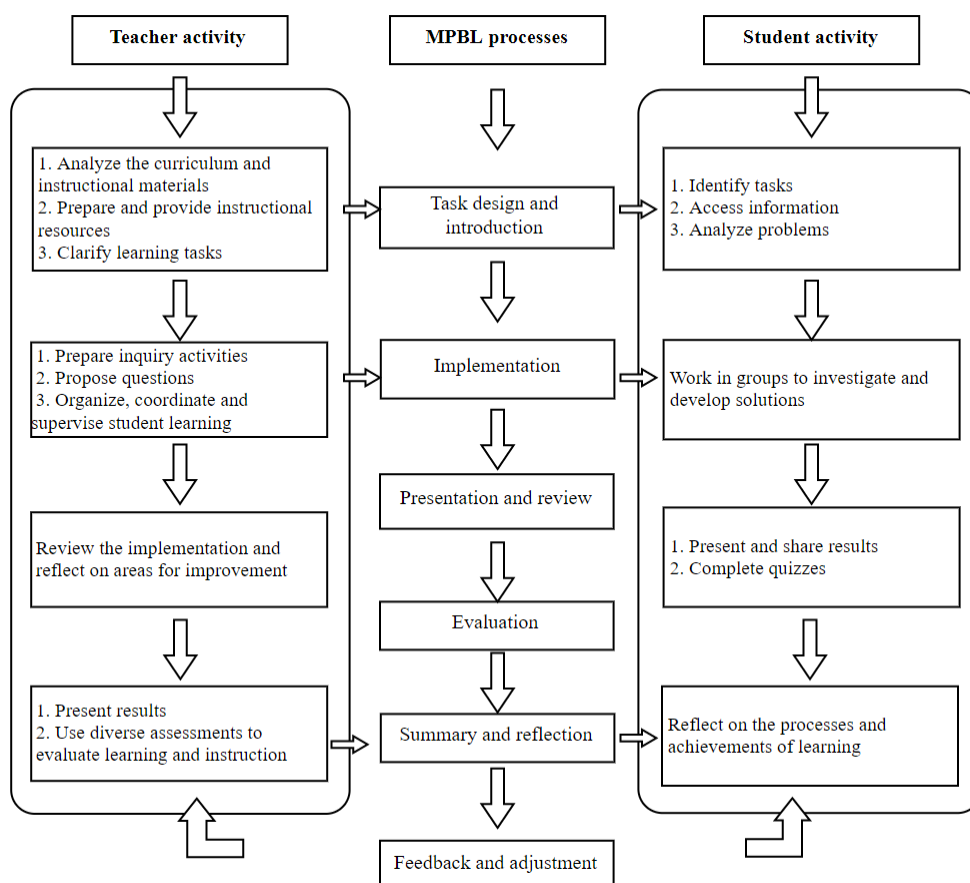 Teacher activity
MPBL processes
Student activity
1. Analyze the curriculum and
instructional materials
2. Prepare and provide instructional
resources
3. Clarify learning tasks
Task design and
introduction
1. Identify tasks
2. Access information
3. Analyze problems
1. Prepare inquiry activities
2. Propose questions
3. Organize, coordinate and
supervise student learning
Implementation
Work in groups to investigate and
develop solutions
Presentation and review
Review the implementation and
reflect on areas for improvement
1. Present and share results
2. Complete quizzes
Evaluation
1. Present results
2. Use diverse assessments to
evaluate learning and instruction
Summary and reflection
Reflect on the processes and
achievements of learning
Feedback and adjustment